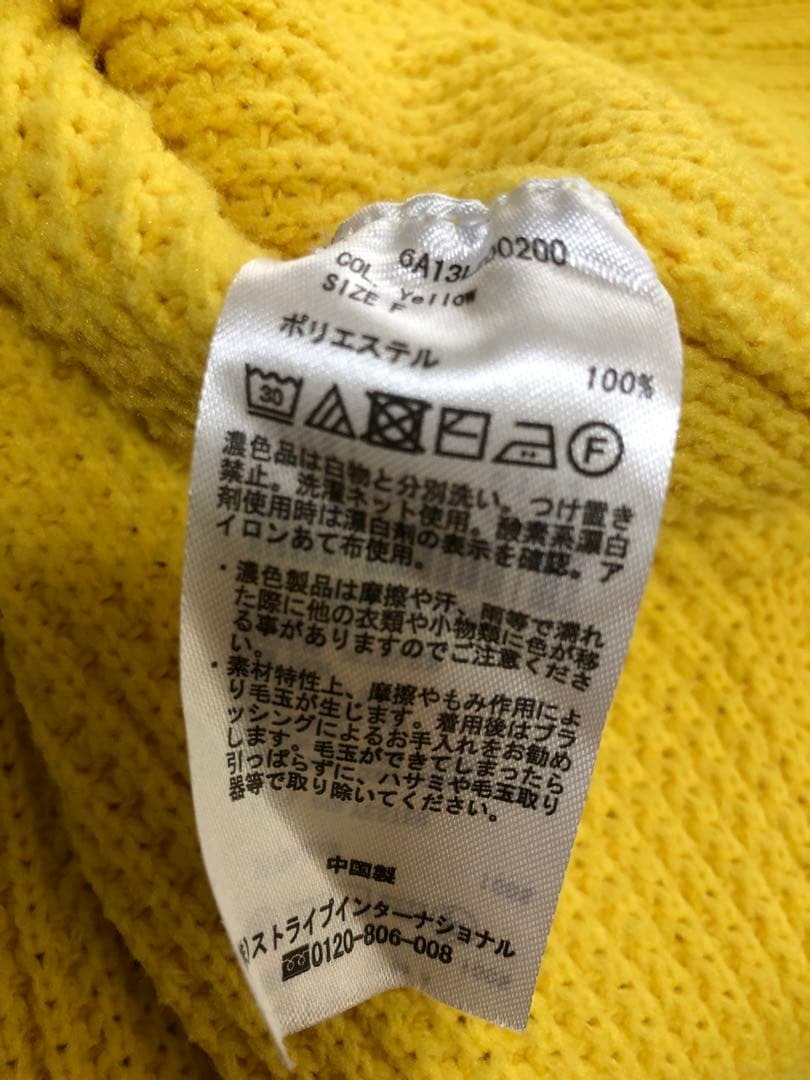 6A13L 00200
COL. Yellow
SIZE F
ポリエステル 100%
30 F
濃色品は白物と分別洗い。つけ置き
禁止。洗濯ネット使用。酸素系漂白
剤使用時は漂白剤の表示を確認。ア
イロンあて布使用。
・濃色製品は摩擦や汗、雨等で濡れ
た際に他の衣類や小物類に色が移
る事がありますのでご注意くださ
い。
・素材特性上、摩擦やもみ作用によ
り毛玉が生じます。着用後はブラ
ッシングによるお手入れをお勧め
します。毛玉ができてしまったら
引っぱらずに、ハサミや毛玉取り
器等で取り除いてください。
中国製
ストライプインターナショナル
0120-806-008